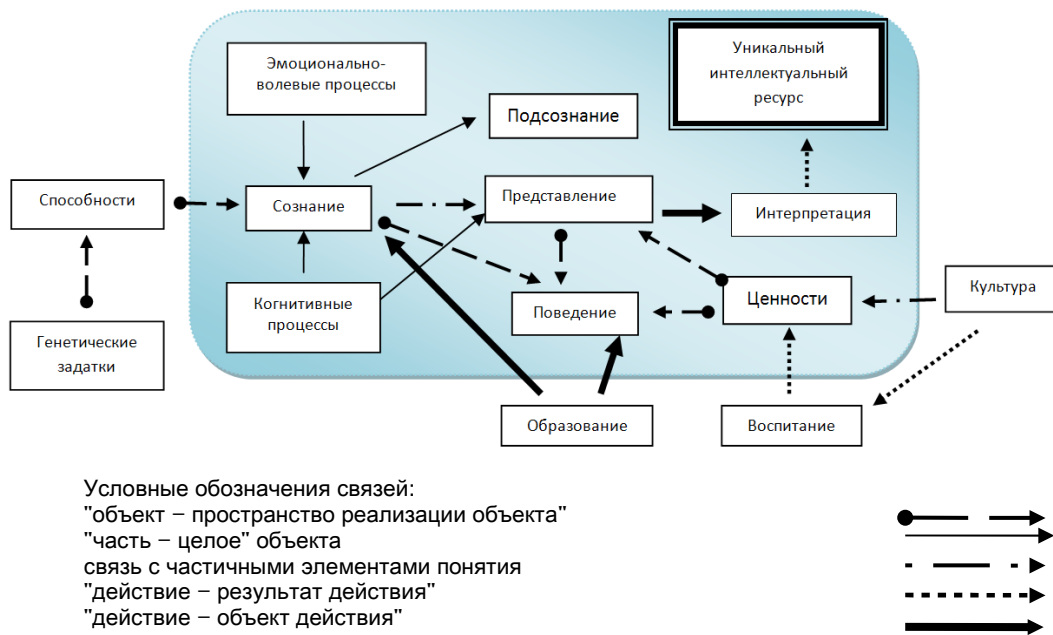 Эмоционально-
волевые процессы
Уникальный
интеллектуальный
ресурс
Подсознание
Способности
Сознание
Представление
Интерпретация
Когнитивные
процессы
Поведение
Ценности
Культура
Генетические
задатки
Образование
Воспитание
Условные обозначения связей:
"объект − пространство реализации объекта"
"часть − целое" объекта
связь с частичными элементами понятия
"действие − результат действия"
"действие − объект действия"